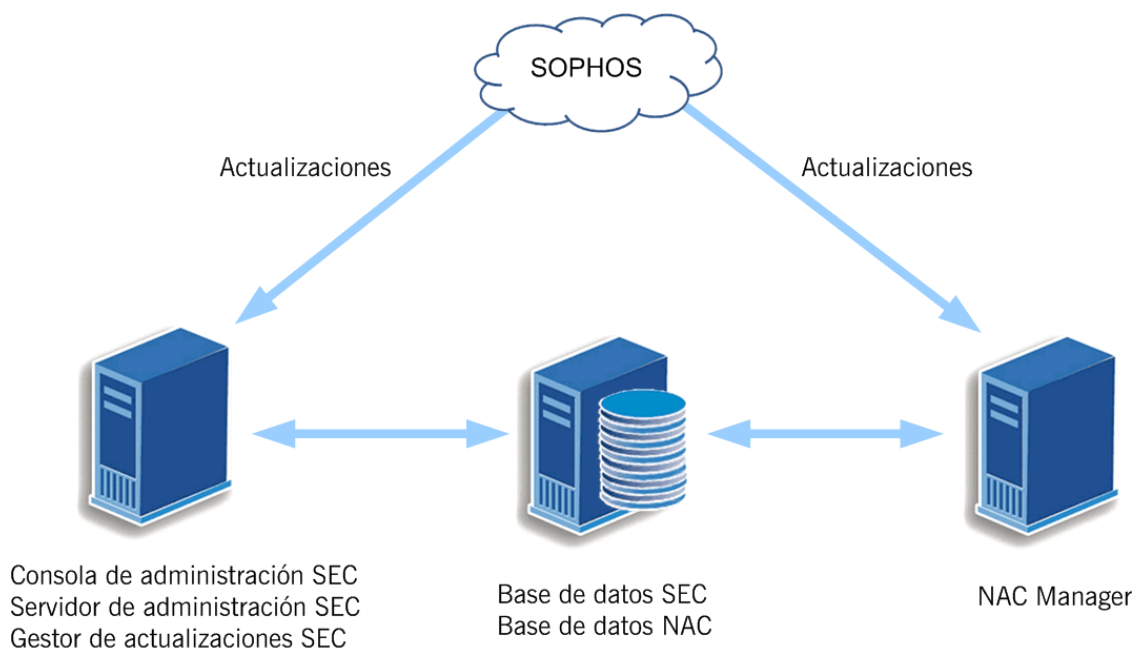 SOPHOS
Actualizaciones
Actualizaciones
Consola de administración SEC
Servidor de administración SEC
Gestor de actualizaciones SEC
Base de datos SEC
Base de datos NAC
NAC Manager